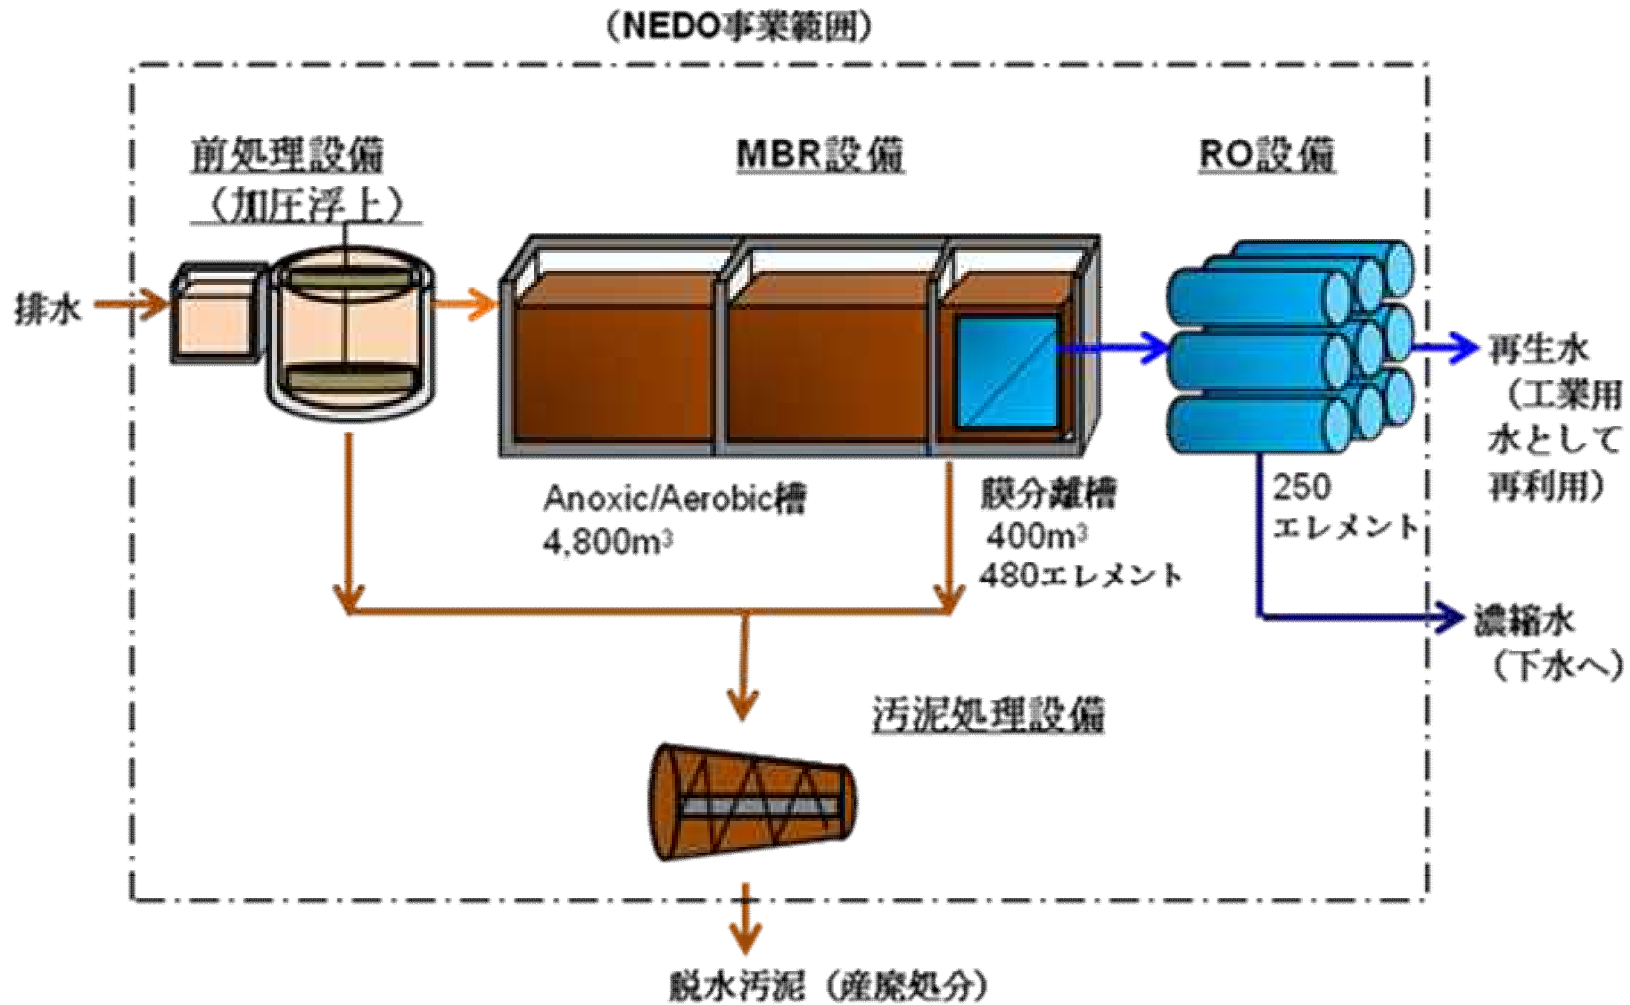 （NEDO事業範囲）
前処理設備
（加圧浮上）
MBR設備
RO設備
排水
再生水
（工業用
水として
再利用）
Anoxic/Aerobic槽
4,800m³
膜分離槽
400m³
480エレメント
250
エレメント
濃縮水
（下水へ）
汚泥処理設備
脱水汚泥（産廃処分）